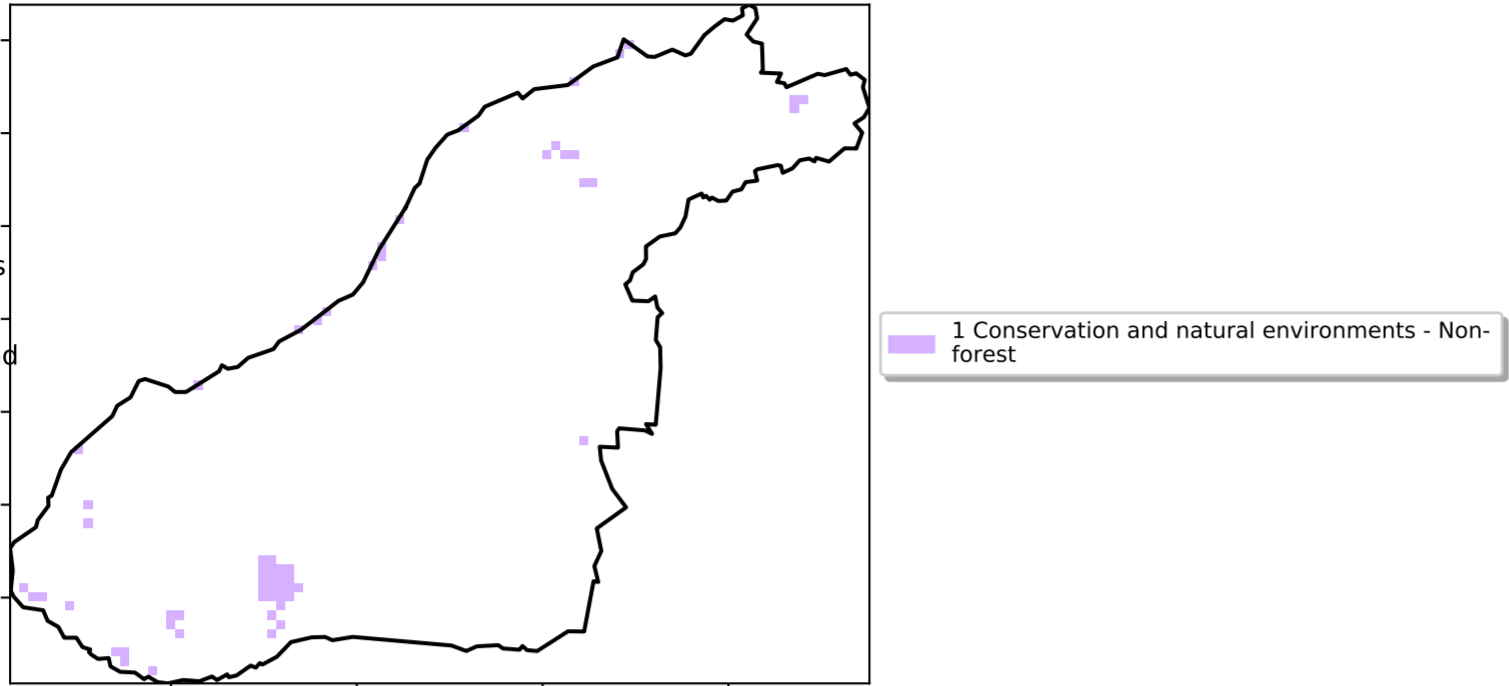 s
d
1 Conservation and natural environments - Non-
forest